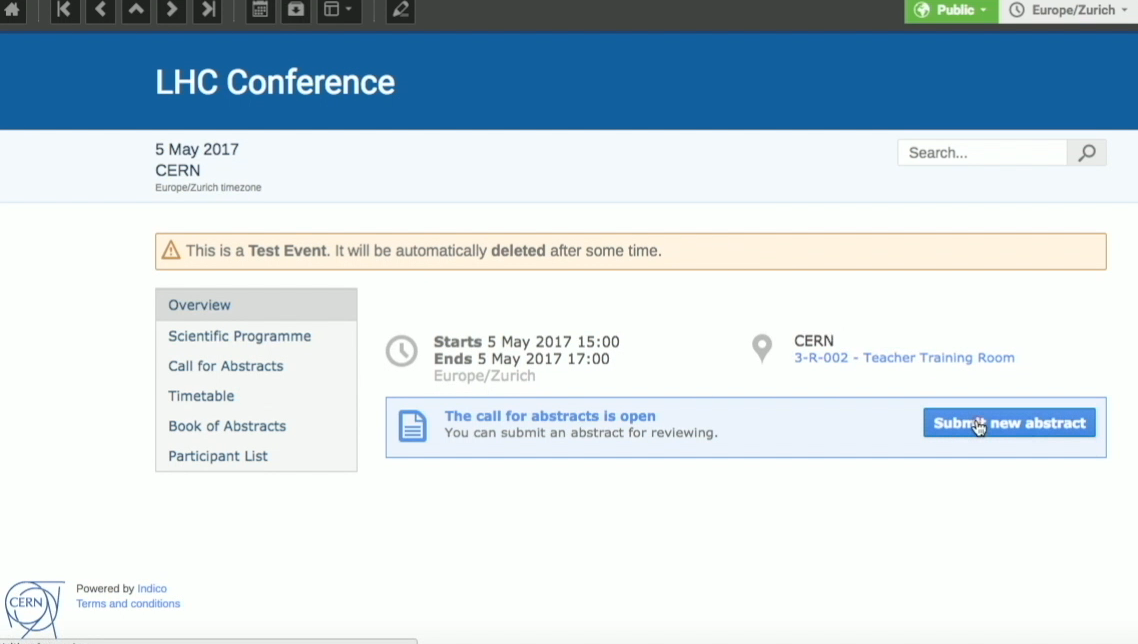 Public
Europe/Zurich
LHC Conference
5 May 2017
CERN
Europe/Zurich timezone
Search...
This is a Test Event. It will be automatically deleted after some time.
Overview
Scientific Programme
Call for Abstracts
Timetable
Book of Abstracts
Participant List
Starts 5 May 2017 15:00
Ends 5 May 2017 17:00
Europe/Zurich
CERN
3-R-002 - Teacher Training Room
The call for abstracts is open
You can submit an abstract for reviewing.
Submit new abstract
CERN
Powered by Indico
Terms and conditions